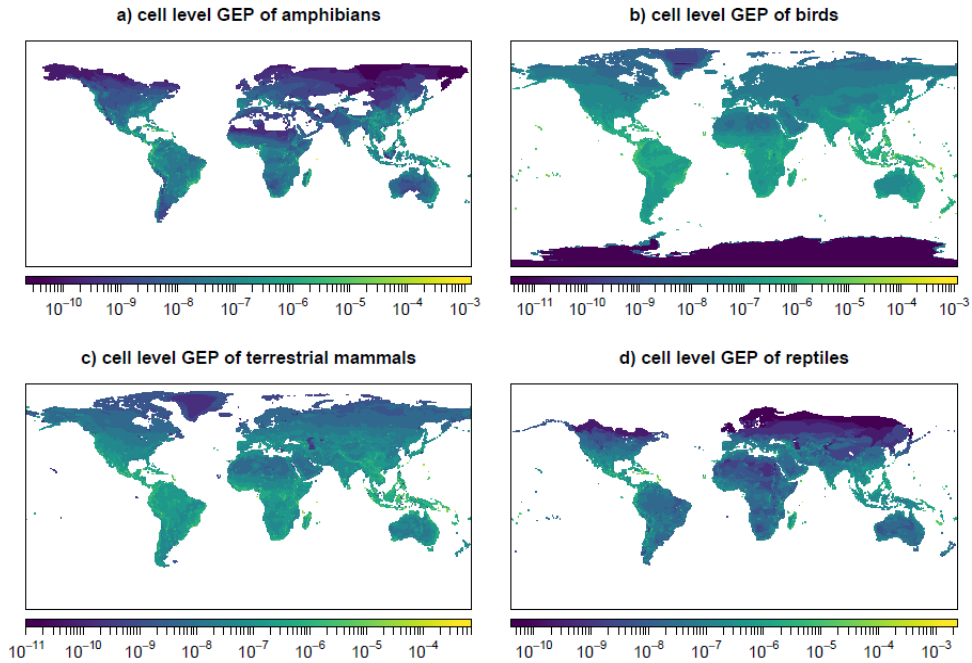 a) cell level GEP of amphibians
b) cell level GEP of birds
10⁻¹⁰ 10⁻⁹ 10⁻⁸ 10⁻⁷ 10⁻⁶ 10⁻⁵ 10⁻⁴ 10⁻³
10⁻¹¹ 10⁻¹⁰ 10⁻⁹ 10⁻⁸ 10⁻⁷ 10⁻⁶ 10⁻⁵ 10⁻⁴ 10⁻³
c) cell level GEP of terrestrial mammals
d) cell level GEP of reptiles
10⁻¹¹ 10⁻¹⁰ 10⁻⁹ 10⁻⁸ 10⁻⁷ 10⁻⁶ 10⁻⁵ 10⁻⁴
10⁻¹⁰ 10⁻⁹ 10⁻⁸ 10⁻⁷ 10⁻⁶ 10⁻⁵ 10⁻⁴ 10⁻³